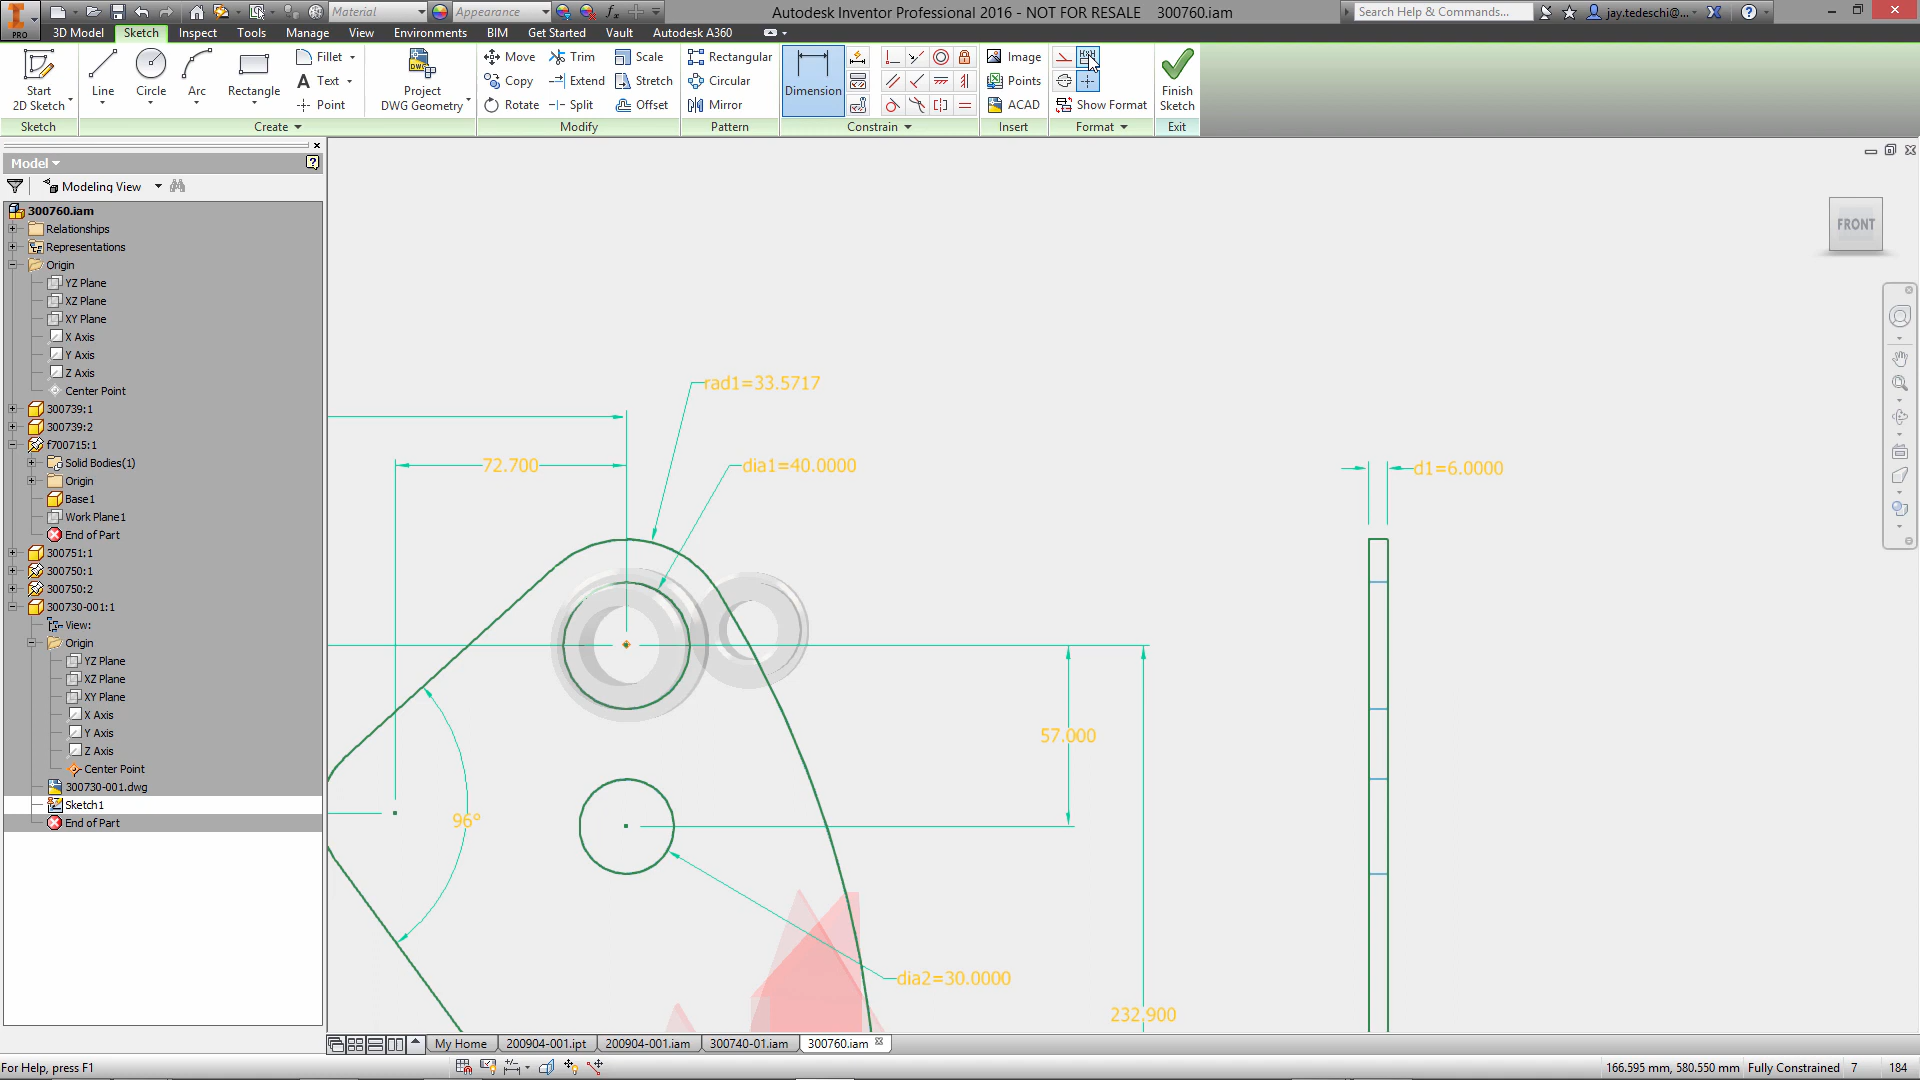 PRO
Material
Appearance
Autodesk Inventor Professional 2016 - NOT FOR RESALE 300760.iam
Search Help & Commands...
jay.tedeschi@...
3D Model Sketch Inspect Tools Manage View Environments BIM Get Started Vault Autodesk A360
Start
2D Sketch
Line
Circle
Arc
Rectangle
Fillet
Text
Point
Project
DWG Geometry
Move Trim Scale
Copy Extend Stretch
Rotate Split Offset
Rectangular
Circular
Mirror
Dimension
Image
Points
ACAD
Show Format
Finish
Sketch
Sketch Create Modify Pattern Constrain Insert Format Exit
Model
Modeling View
300760.iam
Relationships
Representations
Origin
YZ Plane
XZ Plane
XY Plane
X Axis
Y Axis
Z Axis
Center Point
300739:1
300739:2
f700715:1
Solid Bodies(1)
Origin
Base1
Work Plane1
End of Part
300751:1
300750:1
300750:2
300730-001:1
View:
Origin
YZ Plane
XZ Plane
XY Plane
X Axis
Y Axis
Z Axis
Center Point
300730-001.dwg
Sketch1
End of Part
FRONT
rad1=33.5717
72.700
dia1=40.0000
d1=6.0000
57.000
96°
dia2=30.0000
232.900
My Home 200904-001.ipt 200904-001.iam 300740-01.iam 300760.iam
For Help, press F1
166.595 mm, 580.550 mm Fully Constrained 7 184